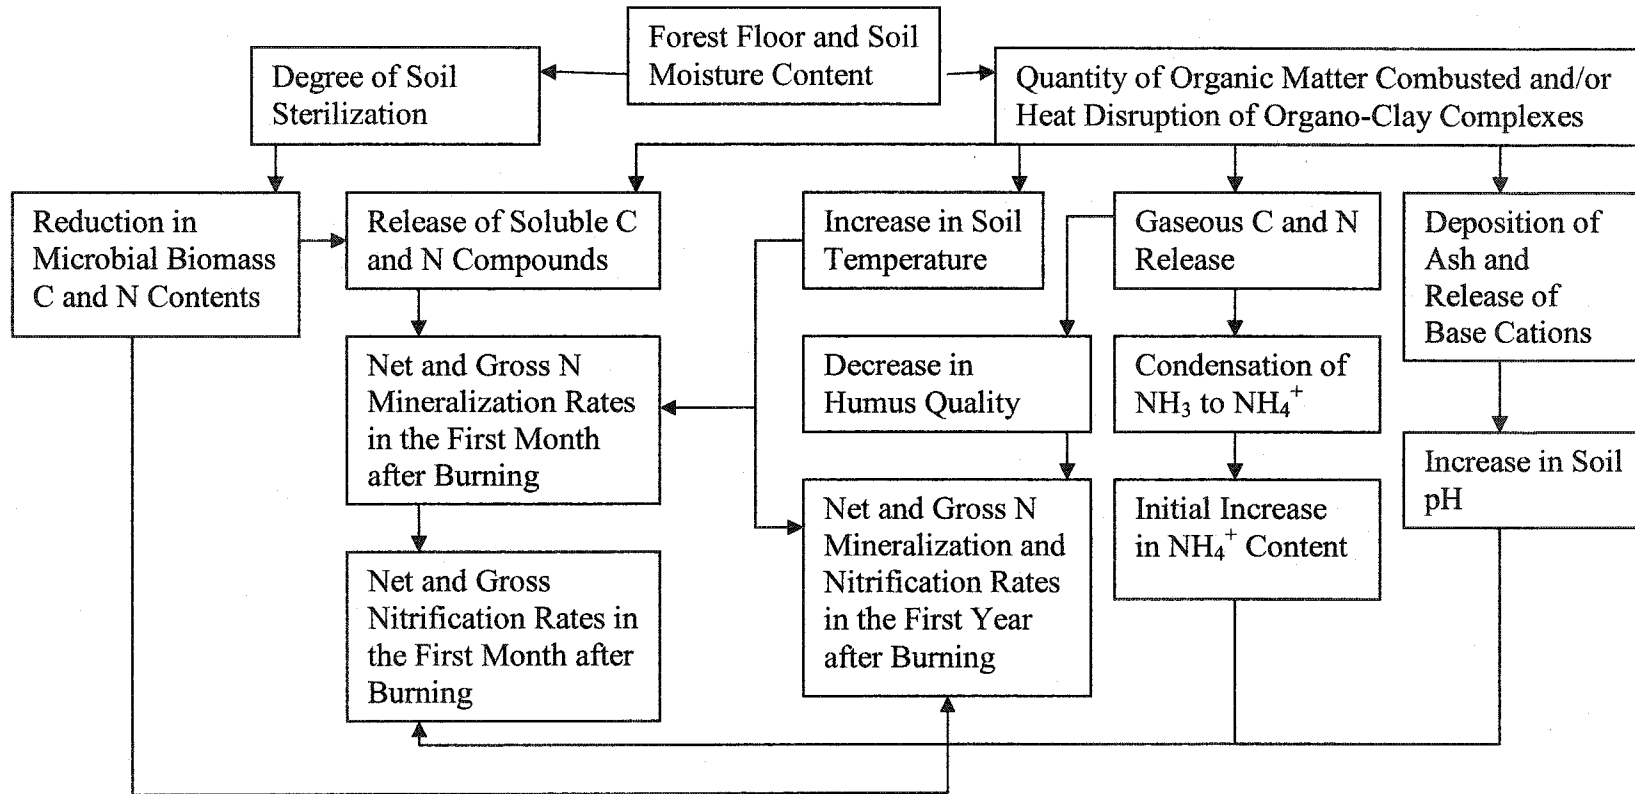 Forest Floor and Soil
Moisture Content
Degree of Soil
Sterilization
Quantity of Organic Matter Combusted and/or
Heat Disruption of Organo-Clay Complexes
Reduction in
Microbial Biomass
C and N Contents
Release of Soluble C
and N Compounds
Increase in Soil
Temperature
Gaseous C and N
Release
Deposition of
Ash and
Release of
Base Cations
Net and Gross N
Mineralization Rates
in the First Month
after Burning
Decrease in
Humus Quality
Condensation of
NH₃ to NH₄⁺
Increase in Soil
pH
Net and Gross
Nitrification Rates in
the First Month after
Burning
Net and Gross N
Mineralization and
Nitrification Rates
in the First Year
after Burning
Initial Increase
in NH₄⁺ Content